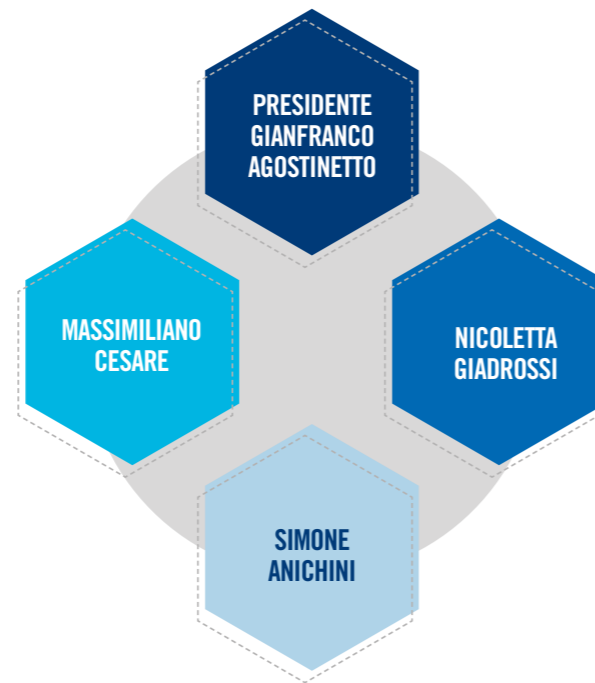 PRESIDENTE
GIANFRANCO
AGOSTINETTO
MASSIMILIANO
CESARE
NICOLETTA
GIADROSSI
SIMONE
ANICHINI